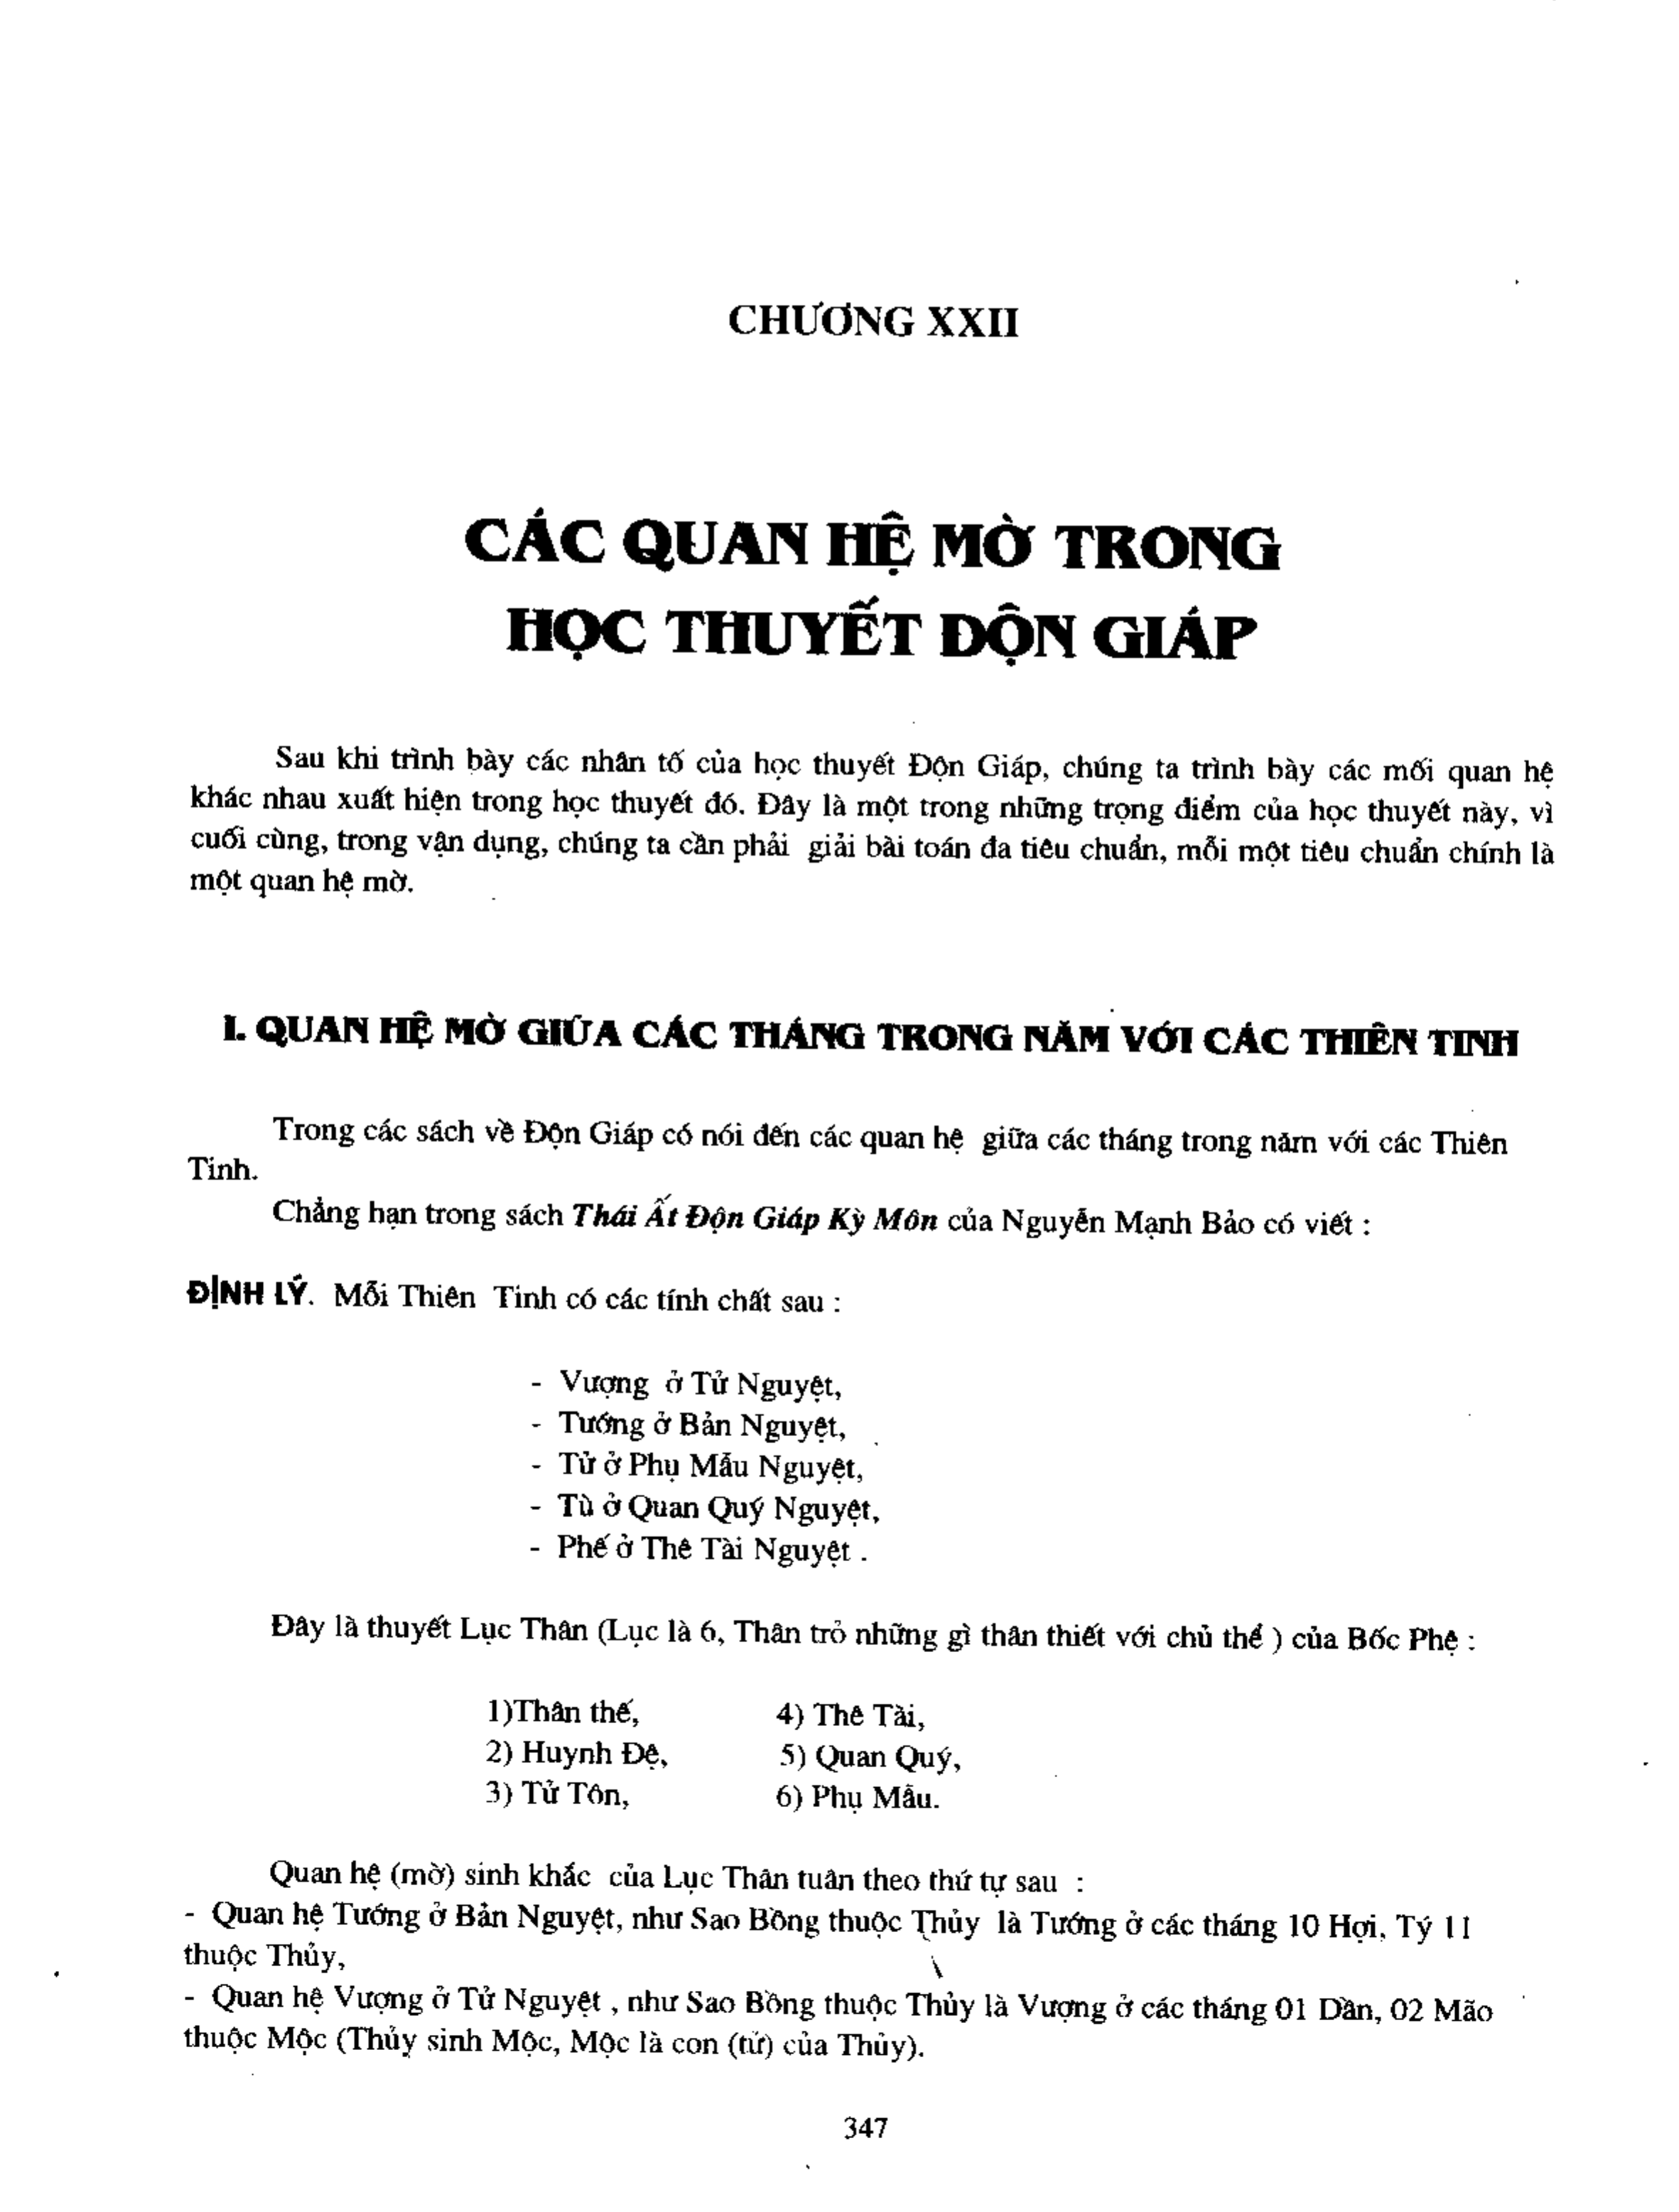 CHƯƠNG XXII
CÁC QUAN HỆ MỜ TRONG
HỌC THUYẾT ĐỘN GIÁP
Sau khi trình bày các nhân tố của học thuyết Độn Giáp, chúng ta trình bày các mối quan hệ
khác nhau xuất hiện trong học thuyết đó. Đây là một trong những trọng điểm của học thuyết này, vì
cuối cùng, trong vận dụng, chúng ta cần phải giải bài toán đa tiêu chuẩn, mỗi một tiêu chuẩn chính là
một quan hệ mờ.
I. QUAN HỆ MỜ GIỮA CÁC THÁNG TRONG NĂM VỚI CÁC THIÊN TINH
Trong các sách về Độn Giáp có nói đến các quan hệ giữa các tháng trong năm với các Thiên
Tinh.
Chẳng hạn trong sách Thái Ất Độn Giáp Kỳ Môn của Nguyễn Mạnh Bảo có viết :
ĐỊNH LÝ. Mỗi Thiên Tinh có các tính chất sau :
- Vượng ở Tử Nguyệt,
- Tướng ở Bản Nguyệt,
- Tử ở Phụ Mẫu Nguyệt,
- Tù ở Quan Quý Nguyệt,
- Phế ở Thê Tài Nguyệt .
Đây là thuyết Lục Thân (Lục là 6, Thân trỏ những gì thân thiết với chủ thể ) của Bốc Phệ :
1)Thân thế, 4) Thê Tài,
2) Huynh Đệ, 5) Quan Quý,
3) Tử Tôn, 6) Phụ Mẫu.
Quan hệ (mờ) sinh khắc của Lục Thân tuân theo thứ tự sau :
- Quan hệ Tướng ở Bản Nguyệt, như Sao Bồng thuộc Thủy là Tướng ở các tháng 10 Hợi, Tý 11
thuộc Thủy,
- Quan hệ Vượng ở Tử Nguyệt , như Sao Bồng thuộc Thủy là Vượng ở các tháng 01 Dần, 02 Mão
thuộc Mộc (Thủy sinh Mộc, Mộc là con (tử) của Thủy).
347